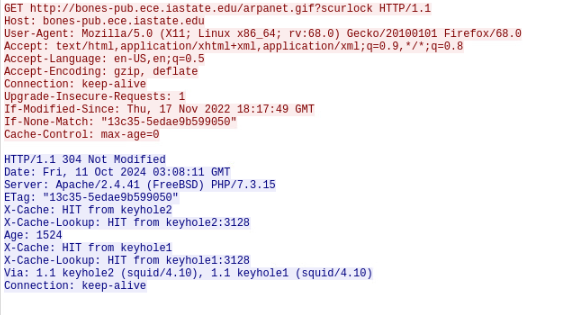 GET http://bones-pub.ece.iastate.edu/arpanet.gif?scurlock HTTP/1.1
Host: bones-pub.ece.iastate.edu
User-Agent: Mozilla/5.0 (X11; Linux x86_64; rv:68.0) Gecko/20100101 Firefox/68.0
Accept: text/html,application/xhtml+xml,application/xml;q=0.9,*/*;q=0.8
Accept-Language: en-US,en;q=0.5
Accept-Encoding: gzip, deflate
Connection: keep-alive
Upgrade-Insecure-Requests: 1
If-Modified-Since: Thu, 17 Nov 2022 18:17:49 GMT
If-None-Match: "13c35-5edae9b599050"
Cache-Control: max-age=0
HTTP/1.1 304 Not Modified
Date: Fri, 11 Oct 2024 03:08:11 GMT
Server: Apache/2.4.41 (FreeBSD) PHP/7.3.15
ETag: "13c35-5edae9b599050"
X-Cache: HIT from keyhole2
X-Cache-Lookup: HIT from keyhole2:3128
Age: 1524
X-Cache: HIT from keyhole1
X-Cache-Lookup: HIT from keyhole1:3128
Via: 1.1 keyhole2 (squid/4.10), 1.1 keyhole1 (squid/4.10)
Connection: keep-alive